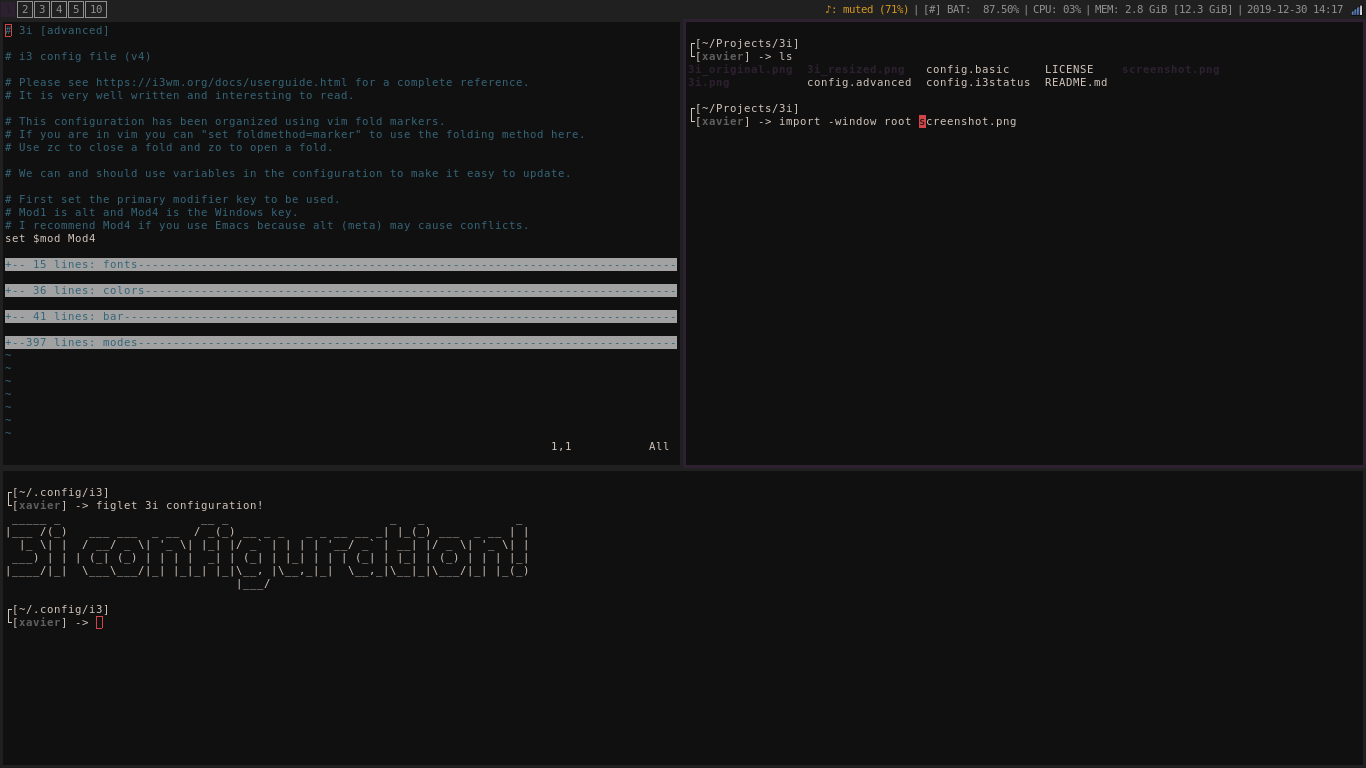 1 2 3 4 5 10 ♪: muted (71%) | [#] BAT:  87.50% | CPU: 03% | MEM: 2.8 GiB [12.3 GiB] | 2019-12-30 14:17
# 3i [advanced]
# i3 config file (v4)
# Please see https://i3wm.org/docs/userguide.html for a complete reference.
# It is very well written and interesting to read.
# This configuration has been organized using vim fold markers.
# If you are in vim you can "set foldmethod=marker" to use the folding method here.
# Use zc to close a fold and zo to open a fold.
# We can and should use variables in the configuration to make it easy to update.
# First set the primary modifier key to be used.
# Mod1 is alt and Mod4 is the Windows key.
# I recommend Mod4 if you use Emacs because alt (meta) may cause conflicts.
set $mod Mod4
+-- 15 lines: fonts-----------------------------------------------------------------------------
+-- 36 lines: colors----------------------------------------------------------------------------
+-- 41 lines: bar-------------------------------------------------------------------------------
+--397 lines: modes-----------------------------------------------------------------------------
~
~
~
~
~
~
~
1,1           All
┌[~/Projects/3i]
└[xavier] -> ls
3i_original.png  3i_resized.png   config.basic     LICENSE    screenshot.png
3i.png           config.advanced  config.i3status  README.md
┌[~/Projects/3i]
└[xavier] -> import -window root screenshot.png
┌[~/.config/i3]
└[xavier] -> figlet 3i configuration!
3i configuration!
┌[~/.config/i3]
└[xavier] ->